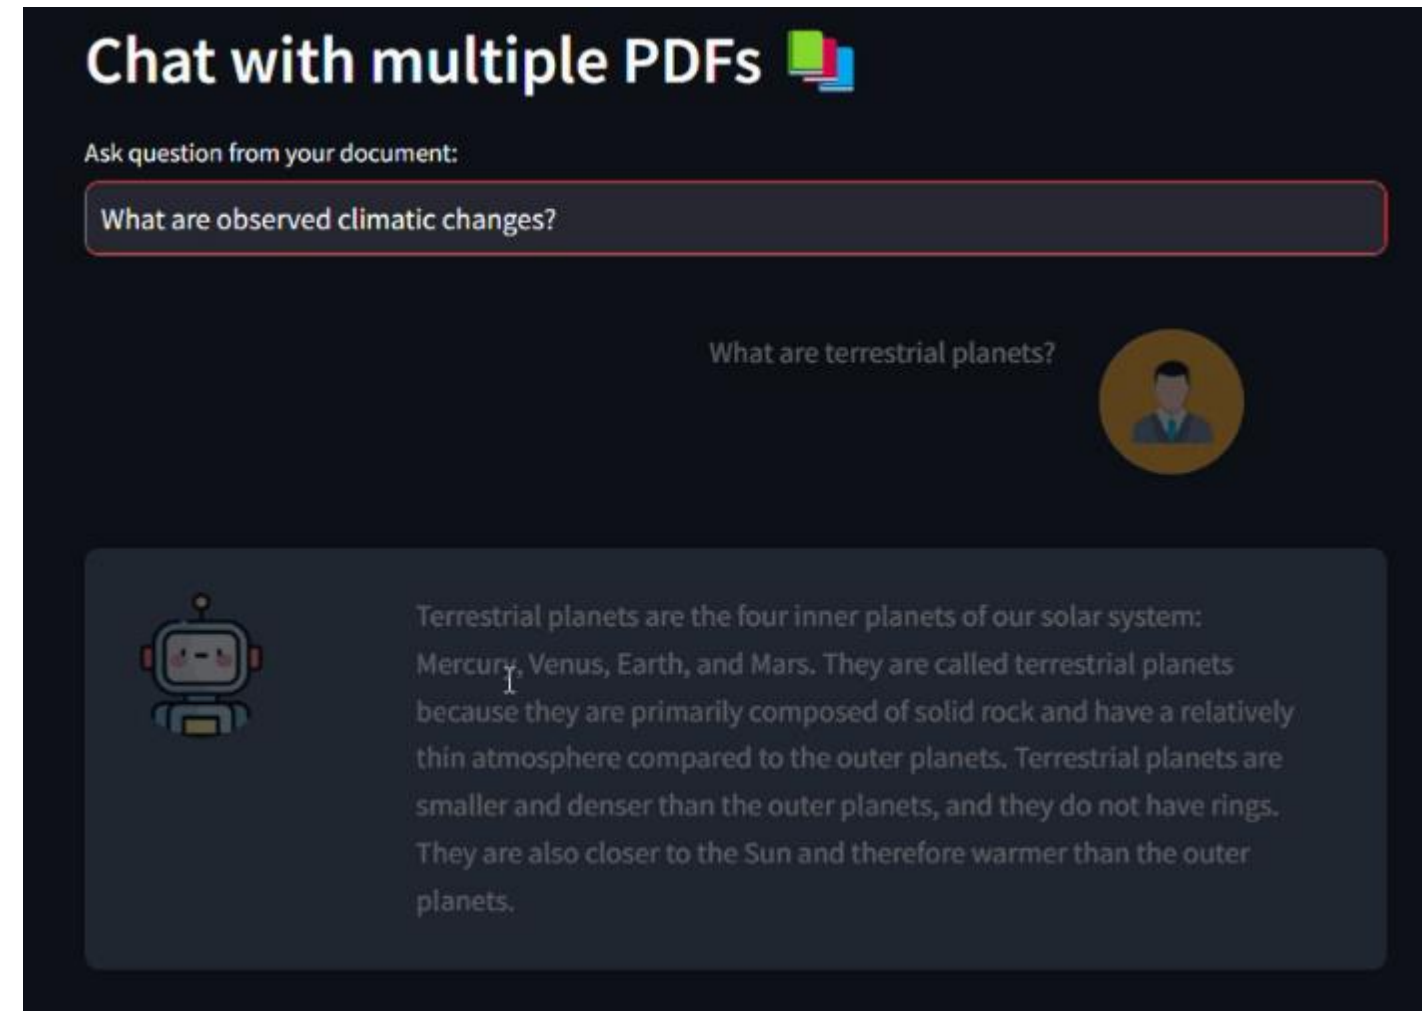 Chat with multiple PDFs
Ask question from your document:
What are observed climatic changes?
What are terrestrial planets?
Terrestrial planets are the four inner planets of our solar system:
Mercury, Venus, Earth, and Mars. They are called terrestrial planets
because they are primarily composed of solid rock and have a relatively
thin atmosphere compared to the outer planets. Terrestrial planets are
smaller and denser than the outer planets, and they do not have rings.
They are also closer to the Sun and therefore warmer than the outer
planets.